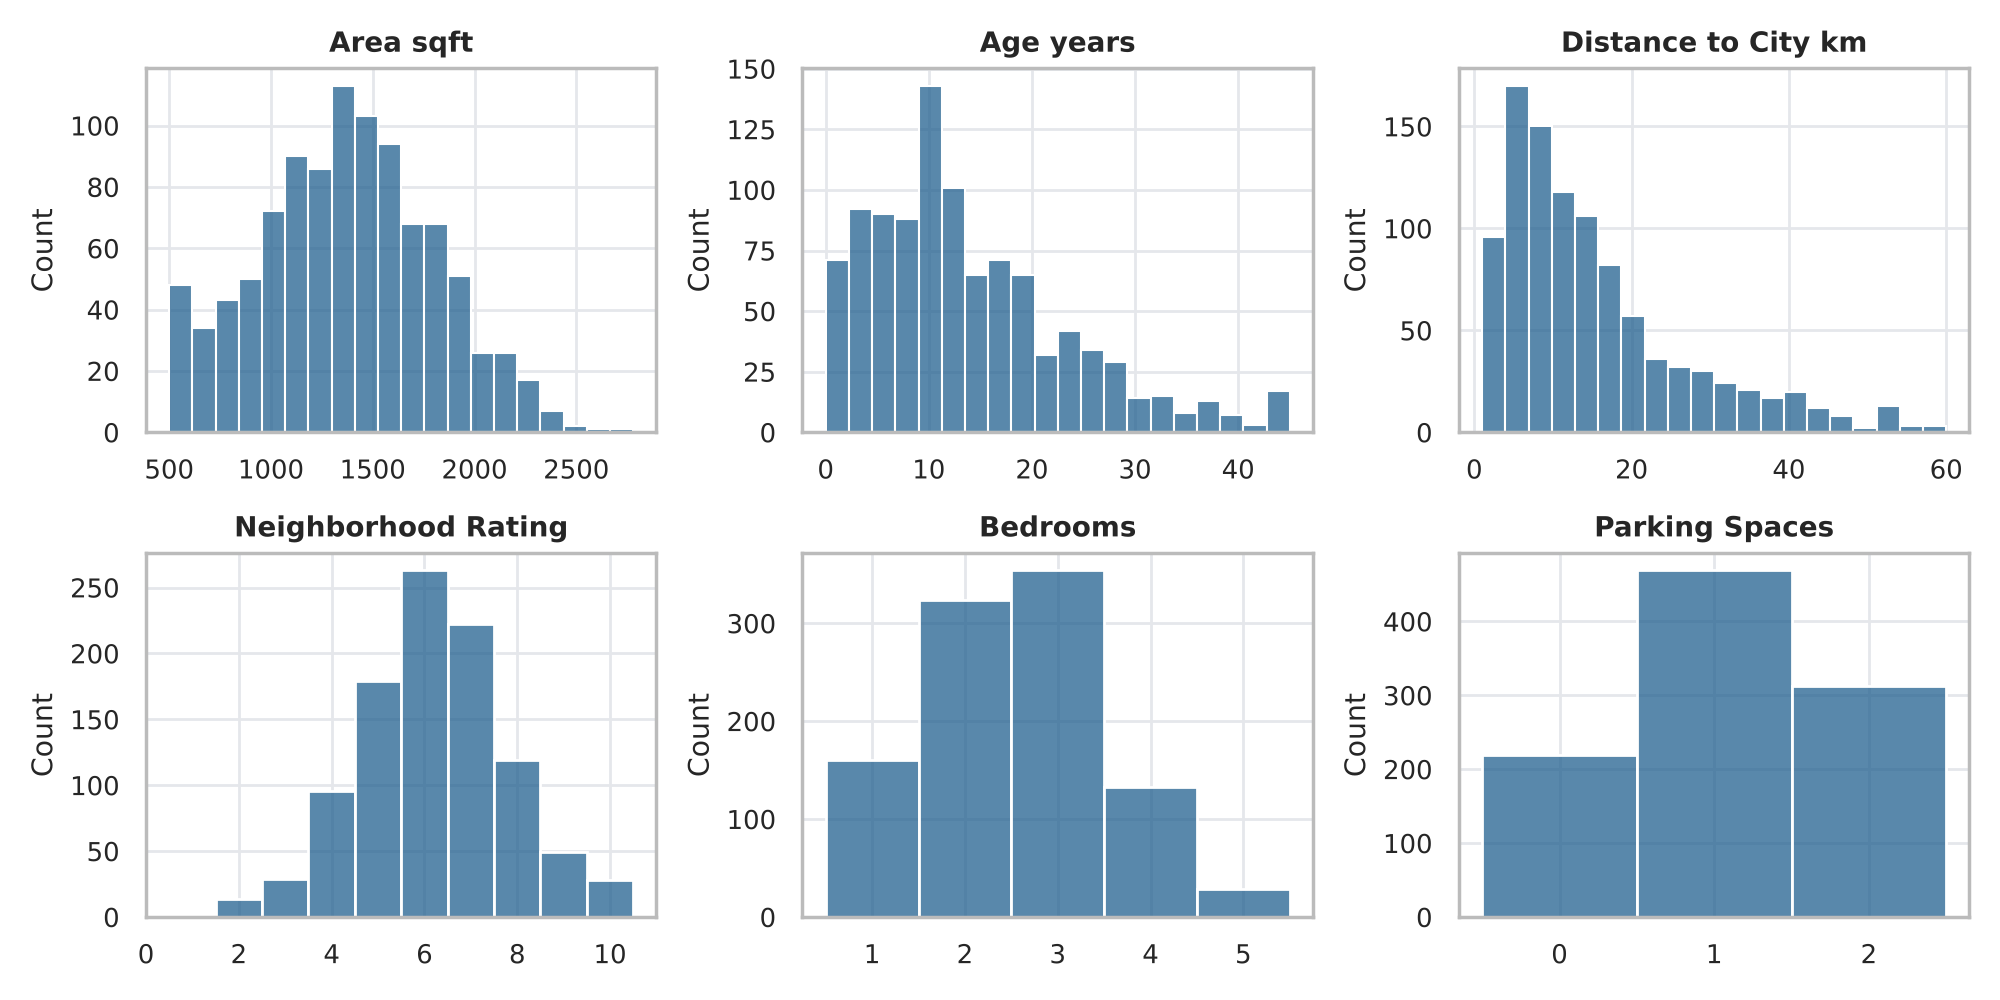 Area sqft
Count
0
20
40
60
80
100
500 1000 1500 2000 2500
Age years
Count
0
25
50
75
100
125
150
0 10 20 30 40
Distance to City km
Count
0
50
100
150
0 20 40 60
Neighborhood Rating
Count
0
50
100
150
200
250
0 2 4 6 8 10
Bedrooms
Count
0
100
200
300
1 2 3 4 5
Parking Spaces
Count
0
100
200
300
400
0 1 2